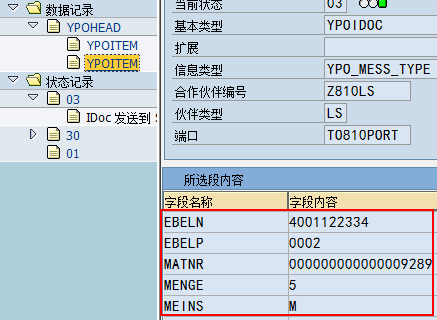 数据记录
YPOHEAD
YPOITEM
YPOITEM
状态记录
03
IDoc 发送到
30
01
当前状态 03
基本类型 YPOIDOC
扩展
信息类型 YPO_MESS_TYPE
合作伙伴编号 Z810LS
伙伴类型 LS
端口 TO810PORT
所选段内容
字段名称 字段内容
EBELN 4001122334
EBELP 0002
MATNR 000000000000009289
MENGE 5
MEINS M